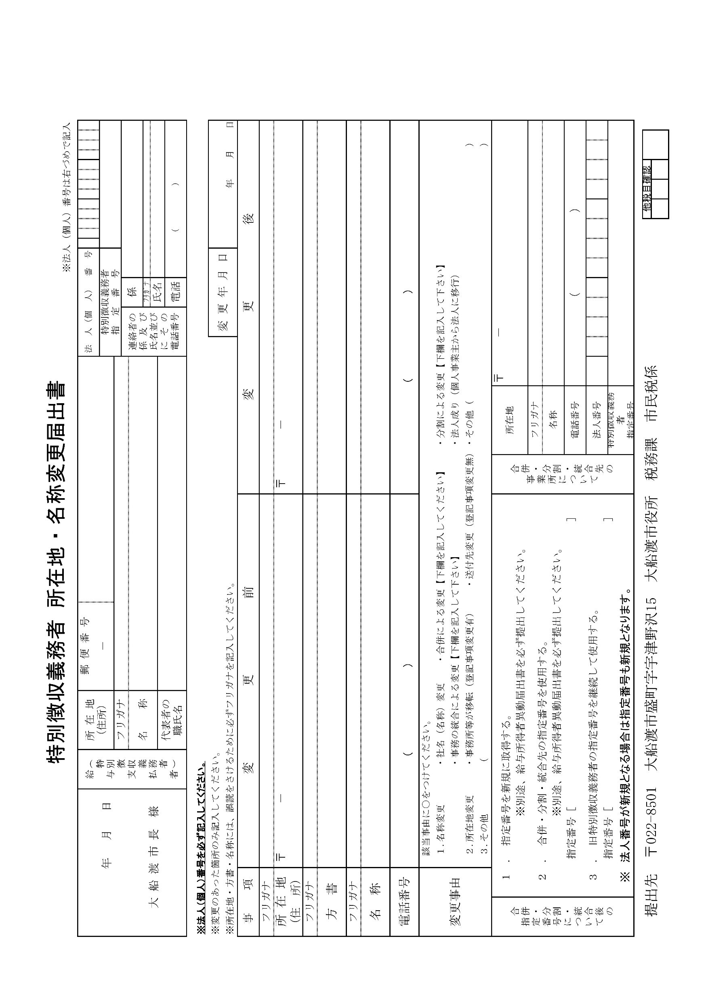 特別徴収義務者 所在地・名称変更届出書
※法人（個人）番号は右づめで記入
年 月 日
大船渡市長 様
給与支払者
（特別徴収義務者）
所在地
(住所)
郵便番号
－
フリガナ
名 称
代表者の
職氏名
法人(個人)番号
特別徴収義務者
指定番号
連絡者の
係及び
氏名並び
にその
電話番号
係
フリガナ
氏名
電話
( )
※法人(個人)番号を必ず記入してください。
※変更のあった箇所のみ記入してください。
※所在地・方書・名称には、誤読をさけるために必ずフリガナを記入してください。
変更年月日
年 月 日
事 項
変 更 前
変 更 後
フリガナ
所在地
(住 所)
〒 －
〒 －
フリガナ
方 書
フリガナ
名 称
電話番号
( )
( )
変更事由
該当事由に○をつけてください。
1.名称変更 ・社名（名称）変更 ・合併による変更【下欄を記入してください】 ・分割による変更【下欄を記入して下さい】
・事務の統合による変更【下欄を記入して下さい】 ・法人成り（個人事業主から法人に移行）
2.所在地変更 ・事務所等が移転（登記事項変更有） ・送付先変更（登記事項変更無） ・その他（ ）
3.その他 （ ）
合併・分割・統合後の
指定番号について
1. 指定番号を新規に取得する。
※別途、給与所得者異動届出書を必ず提出してください。
2. 合併・分割・統合先の指定番号を使用する。
※別途、給与所得者異動届出書を必ず提出してください。
指定番号［ ］
3. 旧特別徴収義務者の指定番号を継続して使用する。
指定番号［ ］
※ 法人番号が新規となる場合は指定番号も新規となります。
合併・分割・統合先の
事業所について
所在地
〒 －
フリガナ
名称
電話番号
( )
法人番号
特別徴収義務
者
指定番号
提出先 〒022-8501 大船渡市盛町字宇津野沢15 大船渡市役所 税務課 市民税係
他税目確認